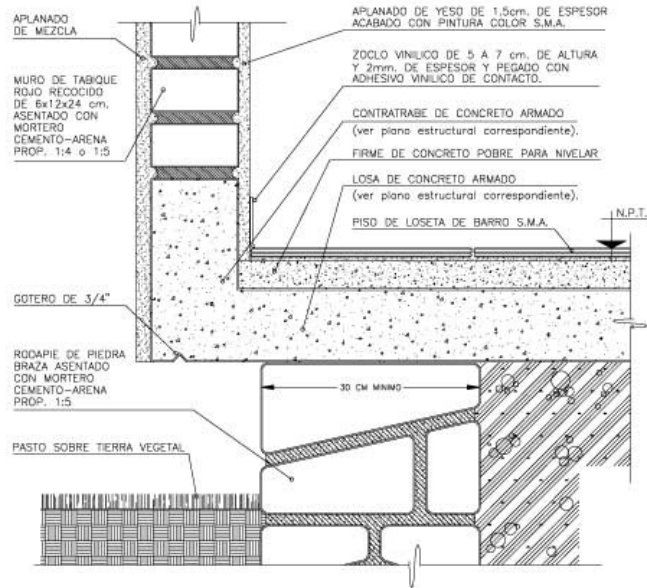 APLANADO
DE MEZCLA
MURO DE TABIQUE
ROJO RECOCIDO
DE 6x12x24 cm.
ASENTADO CON
MORTERO
CEMENTO-ARENA
PROP. 1:4 o 1:5
GOTERO DE 3/4"
RODAPIE DE PIEDRA
BRAZA ASENTADO
CON MORTERO
CEMENTO-ARENA
PROP. 1:5
PASTO SOBRE TIERRA VEGETAL
APLANADO DE YESO DE 1.5cm. DE ESPESOR
ACABADO CON PINTURA COLOR S.M.A.
ZOCLO VINILICO DE 5 A 7 cm. DE ALTURA
Y 2mm. DE ESPESOR Y PEGADO CON
ADHESIVO VINILICO DE CONTACTO.
CONTRATRABE DE CONCRETO ARMADO
(ver plano estructural correspondiente).
FIRME DE CONCRETO POBRE PARA NIVELAR
LOSA DE CONCRETO ARMADO
(ver plano estructural correspondiente).
PISO DE LOSETA DE BARRO S.M.A.
N.P.T.
30 CM MINIMO